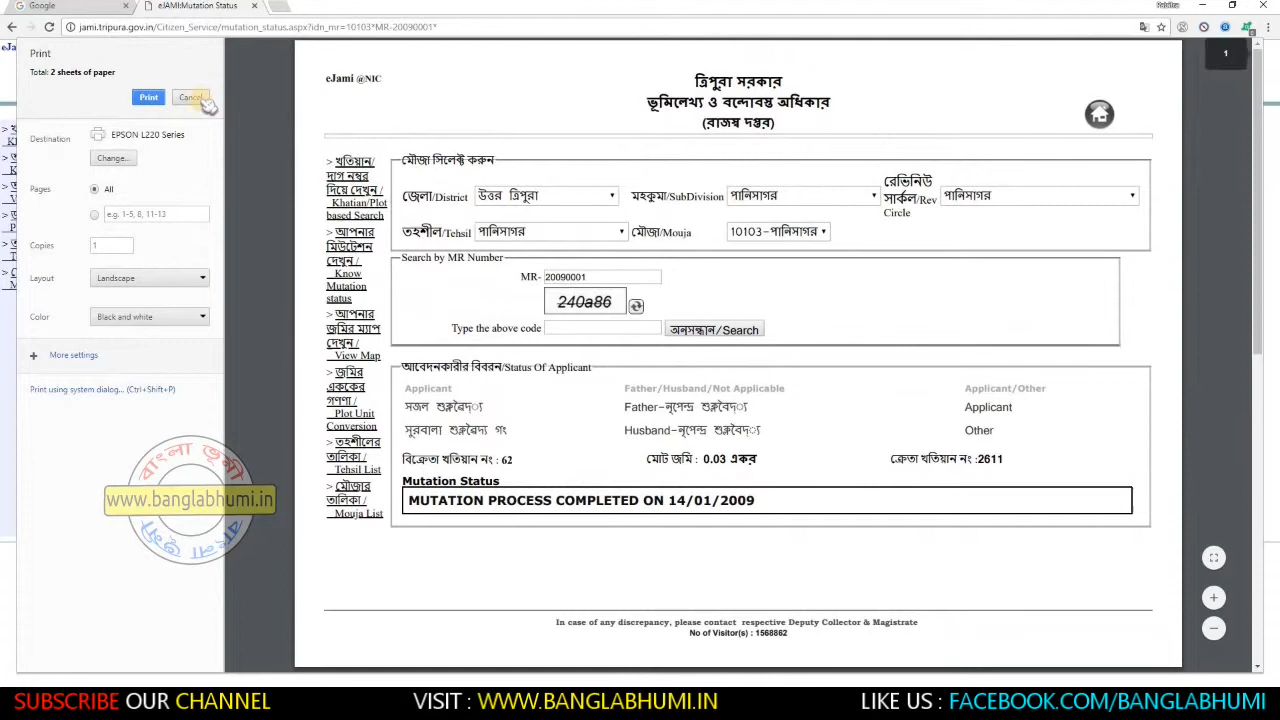 Google
eJAMI:Mutation Status
jami.tripura.gov.in/Citizen_Service/mutation_status.aspx?idn_mr=10103*MR-20090001*
Print
Total: 2 sheets of paper
Print
Cancel
Destination
EPSON L220 Series
Change...
Pages
All
e.g. 1-5, 8, 11-13
Copies
1
Layout
Landscape
Color
Black and white
More settings
Print using system dialog... (Ctrl+Shift+P)
1
eJami @NIC
ত্রিপুরা সরকার
ভূমিলেখ্য ও বন্দোবস্ত অধিকার
(রাজস্ব দপ্তর)
> খতিয়ান/
দাগ নম্বর
দিয়ে দেখুন /
Khatian/Plot
based Search
> আপনার
মিউটেশন
দেখুন /
Know
Mutation
status
> আপনার
জমির ম্যাপ
দেখুন /
View Map
> জমির
এককের
গণণা /
Plot Unit
Conversion
> তহশীলের
তালিকা /
Tehsil List
> মৌজার
তালিকা /
Mouja List
মৌজা সিলেক্ট করুন
জেলা/District
উত্তর ত্রিপুরা
মহকুমা/SubDivision
পানিসাগর
রেভিনিউ
সার্কল/Rev
Circle
পানিসাগর
তহশীল/Tehsil
পানিসাগর
মৌজা/Mouja
10103-পানিসাগর
Search by MR Number
MR-
20090001
240a86
Type the above code
অনুসন্ধান/Search
আবেদনকারীর বিবরন/Status Of Applicant
Applicant Father/Husband/Not Applicable Applicant/Other
সজল শুক্লবৈদ্য Father-নৃপেন্দ্র শুক্লবৈদ্য Applicant
সুরবালা শুক্লবৈদ্য গং Husband-নৃপেন্দ্র শুক্লবৈদ্য Other
বিক্রেতা খতিয়ান নং : 62 মোট জমি : 0.03 একর ক্রেতা খতিয়ান নং :2611
Mutation Status
MUTATION PROCESS COMPLETED ON 14/01/2009
In case of any discrepancy, please contact respective Deputy Collector & Magistrate
No of Visitor(s) : 1568862
বাংলা ভুমী
www.banglabhumi.in
বাংলা ভুমী
SUBSCRIBE OUR CHANNEL
VISIT : WWW.BANGLABHUMI.IN
LIKE US : FACEBOOK.COM/BANGLABHUMI